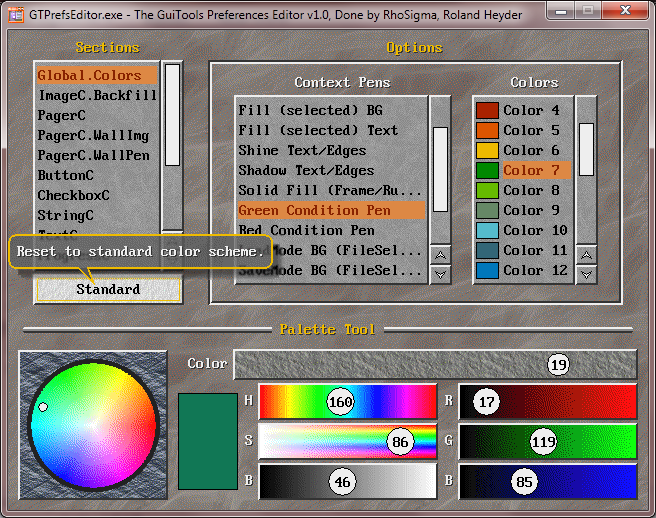 GTPrefsEditor.exe - The GuiTools Preferences Editor v1.0, Done by RhoSigma, Roland Heyder
Sections
Global.Colors
ImageC.Backfill
PagerC
PagerC.WallImg
PagerC.WallPen
ButtonC
CheckboxC
StringC
TextC
Reset to standard color scheme.
Standard
Options
Context Pens
Fill (selected) BG
Fill (selected) Text
Shine Text/Edges
Shadow Text/Edges
Solid Fill (Frame/Ru...
Green Condition Pen
Red Condition Pen
LoadMode BG (FileSel...
SaveMode BG (FileSel...
Colors
Color 4
Color 5
Color 6
Color 7
Color 8
Color 9
Color 10
Color 11
Color 12
Palette Tool
Color 19
H 160
S 86
B 46
R 17
G 119
B 85